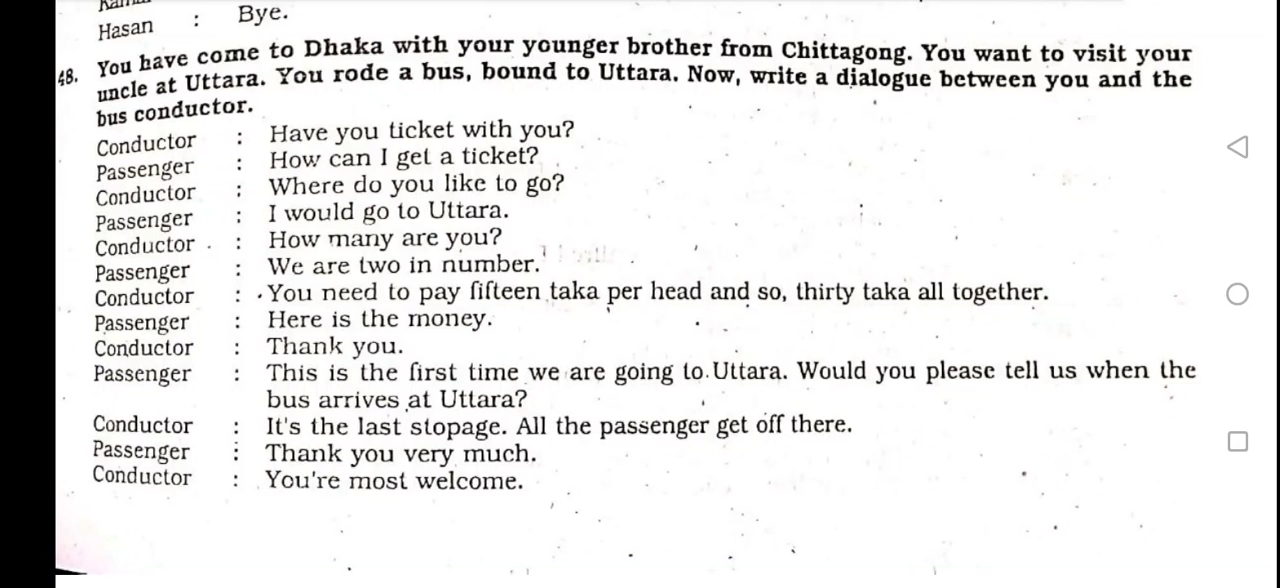 Hasan : Bye.
48. You have come to Dhaka with your younger brother from Chittagong. You want to visit your
uncle at Uttara. You rode a bus, bound to Uttara. Now, write a dialogue between you and the
bus conductor.
Conductor : Have you ticket with you?
Passenger : How can I get a ticket?
Conductor : Where do you like to go?
Passenger : I would go to Uttara.
Conductor : How many are you?
Passenger : We are two in number.
Conductor : You need to pay fifteen taka per head and so, thirty taka all together.
Passenger : Here is the money.
Conductor : Thank you.
Passenger : This is the first time we are going to Uttara. Would you please tell us when the
bus arrives at Uttara?
Conductor : It's the last stopage. All the passenger get off there.
Passenger : Thank you very much.
Conductor : You're most welcome.